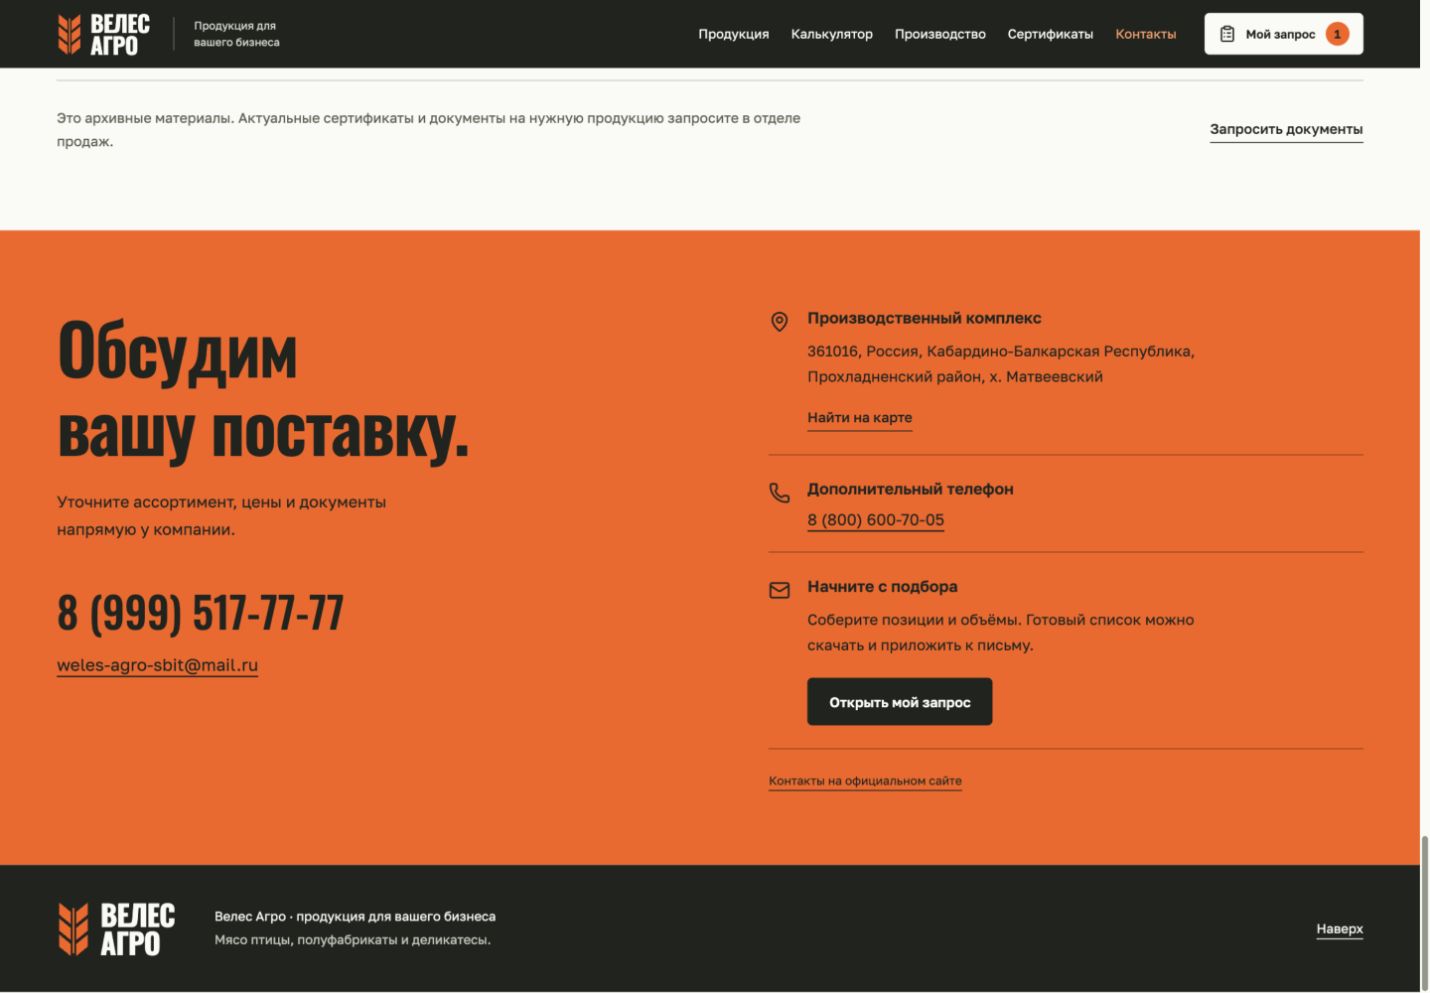 ВЕЛЕС
АГРО
Продукция для
вашего бизнеса
Продукция
Калькулятор
Производство
Сертификаты
Контакты
Мой запрос
1
Это архивные материалы. Актуальные сертификаты и документы на нужную продукцию запросите в отделе
продаж.
Запросить документы
Обсудим
вашу поставку.
Уточните ассортимент, цены и документы
напрямую у компании.
8 (999) 517-77-77
weles-agro-sbit@mail.ru
Производственный комплекс
361016, Россия, Кабардино-Балкарская Республика,
Прохладненский район, х. Матвеевский
Найти на карте
Дополнительный телефон
8 (800) 600-70-05
Начните с подбора
Соберите позиции и объёмы. Готовый список можно
скачать и приложить к письму.
Открыть мой запрос
Контакты на официальном сайте
ВЕЛЕС
АГРО
Велес Агро · продукция для вашего бизнеса
Мясо птицы, полуфабрикаты и деликатесы.
Наверх